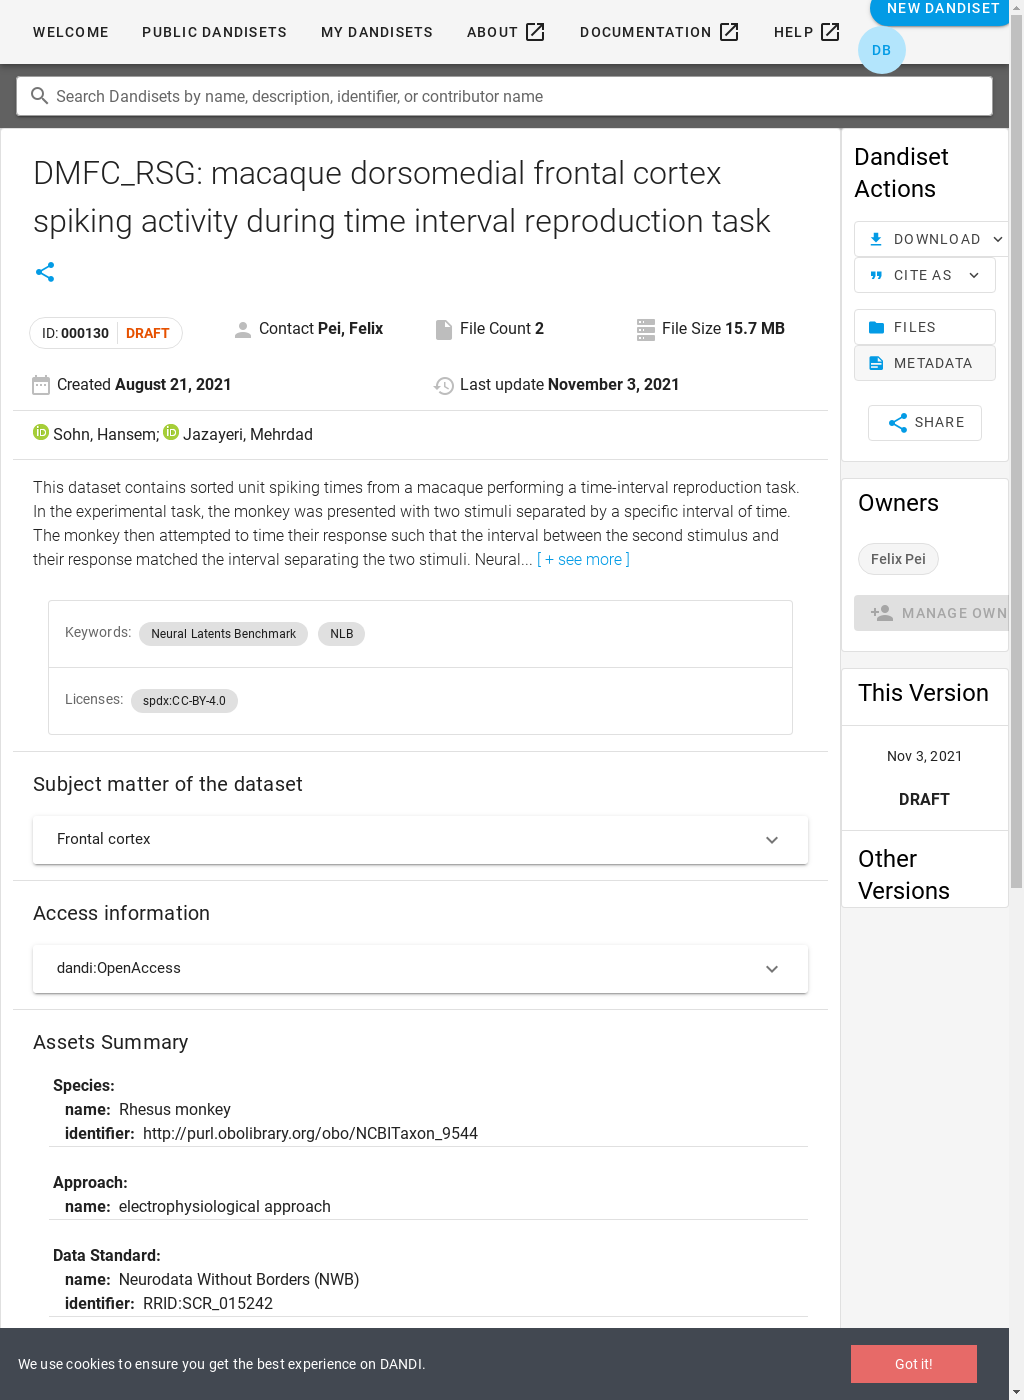 WELCOME PUBLIC DANDISETS MY DANDISETS ABOUT DOCUMENTATION HELP NEW DANDISET
DB
Search Dandisets by name, description, identifier, or contributor name
DMFC_RSG: macaque dorsomedial frontal cortex
spiking activity during time interval reproduction task
ID: 000130 DRAFT Contact Pei, Felix File Count 2 File Size 15.7 MB
Created August 21, 2021 Last update November 3, 2021
iD Sohn, Hansem; iD Jazayeri, Mehrdad
This dataset contains sorted unit spiking times from a macaque performing a time-interval reproduction task.
In the experimental task, the monkey was presented with two stimuli separated by a specific interval of time.
The monkey then attempted to time their response such that the interval between the second stimulus and
their response matched the interval separating the two stimuli. Neural... [ + see more ]
Keywords: Neural Latents Benchmark NLB
Licenses: spdx:CC-BY-4.0
Subject matter of the dataset
Frontal cortex
Access information
dandi:OpenAccess
Assets Summary
Species:
name: Rhesus monkey
identifier: http://purl.obolibrary.org/obo/NCBITaxon_9544
Approach:
name: electrophysiological approach
Data Standard:
name: Neurodata Without Borders (NWB)
identifier: RRID:SCR_015242
Dandiset
Actions
DOWNLOAD
CITE AS
FILES
METADATA
SHARE
Owners
Felix Pei
MANAGE OWN
This Version
Nov 3, 2021
DRAFT
Other
Versions
We use cookies to ensure you get the best experience on DANDI.
Got it!